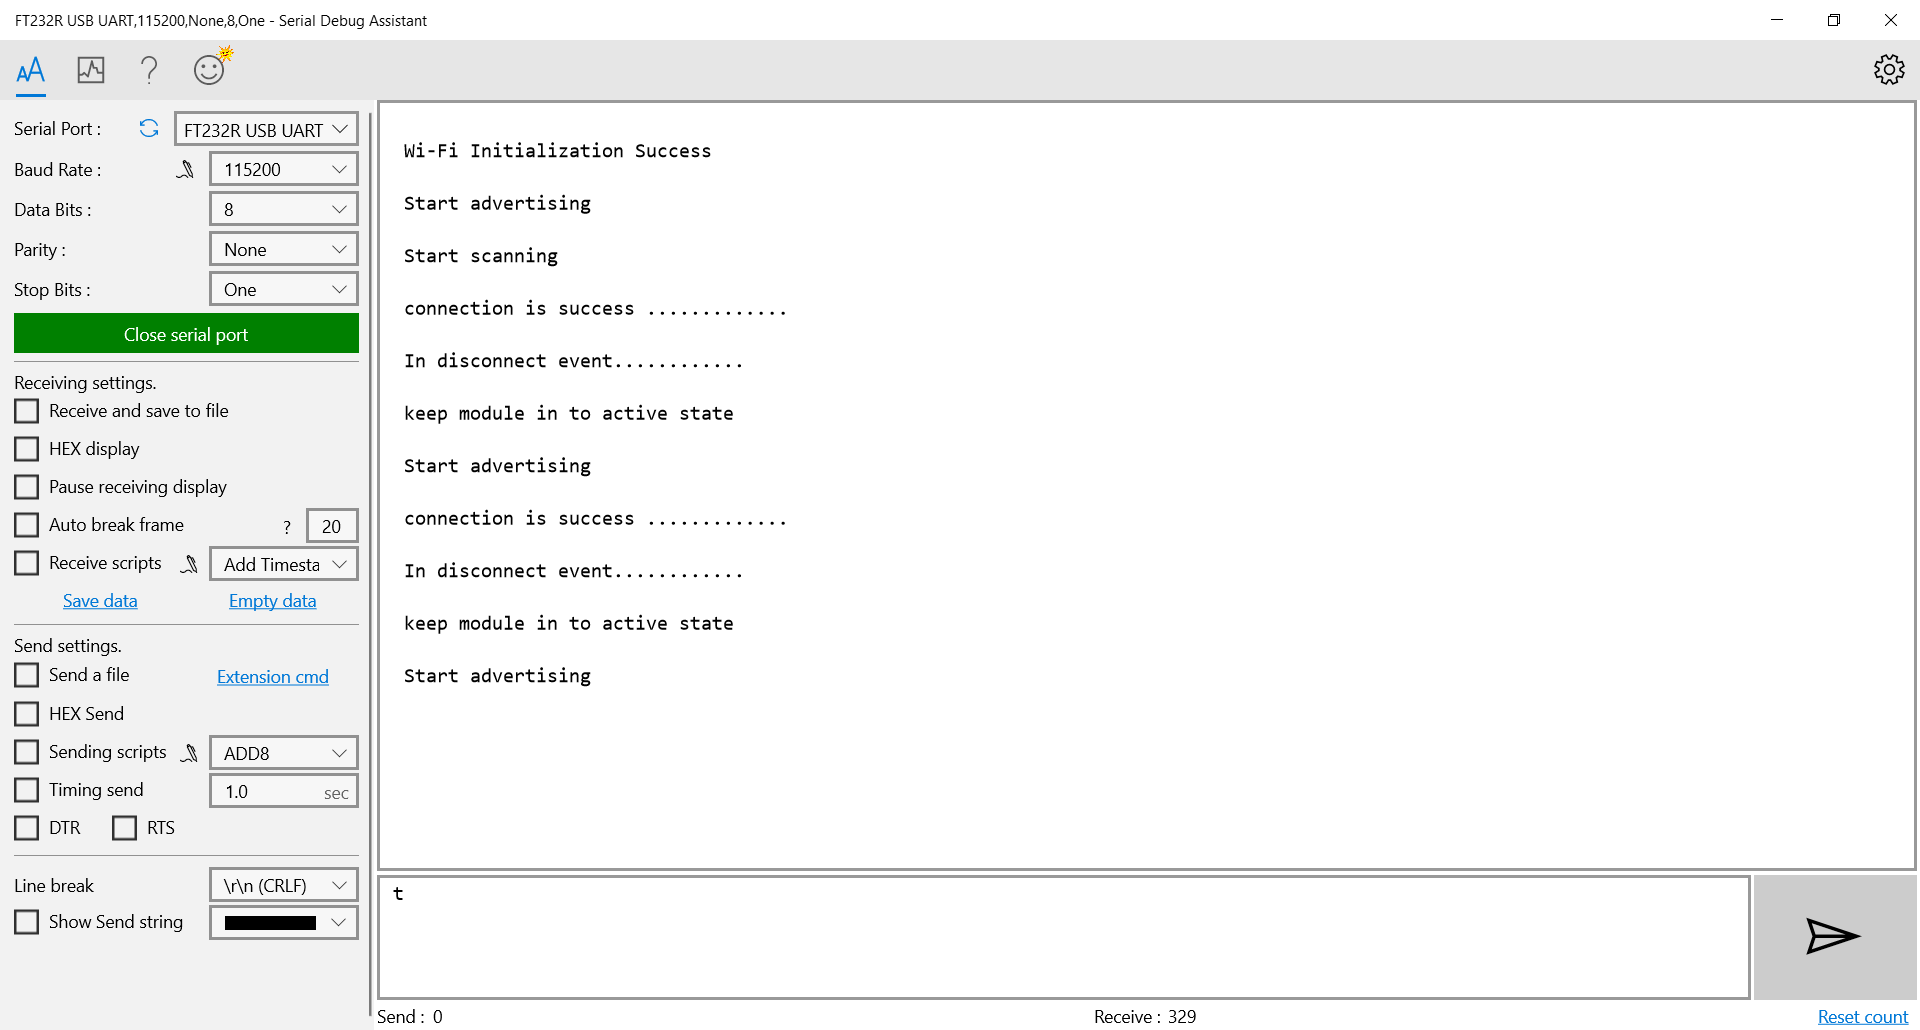 FT232R USB UART,115200,None,8,One - Serial Debug Assistant
Serial Port :
FT232R USB UART
Baud Rate :
115200
Data Bits :
8
Parity :
None
Stop Bits :
One
Close serial port
Receiving settings.
Receive and save to file
HEX display
Pause receiving display
Auto break frame ? 20
Receive scripts
Add Timesta
Save data
Empty data
Send settings.
Send a file
Extension cmd
HEX Send
Sending scripts
ADD8
Timing send
1.0 sec
DTR
RTS
Line break
\r\n (CRLF)
Show Send string
Wi-Fi Initialization Success
Start advertising
Start scanning
connection is success .............
In disconnect event............
keep module in to active state
Start advertising
connection is success .............
In disconnect event............
keep module in to active state
Start advertising
t
Send : 0
Receive : 329
Reset count